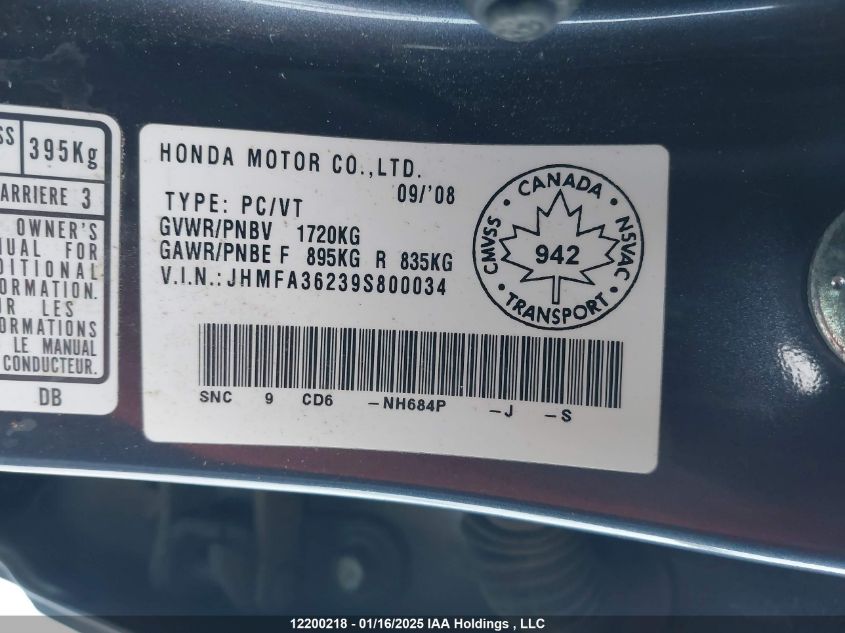 SS
395Kg
ARRIERE 3
OWNER'S
NUAL FOR
DITIONAL
ORMATION.
IR LES
ORMATIONS
LE MANUAL
CONDUCTEUR.
DB
HONDA MOTOR CO.,LTD.
09/'08
TYPE: PC/VT
GVWR/PNBV 1720KG
GAWR/PNBE F 895KG R 835KG
V.I.N.: JHMFA36239S800034
CANADA
CMVSS · NSVAC
942
TRANSPORT
SNC 9 CD6 -NH684P -J -S
12200218 - 01/16/2025 IAA Holdings , LLC